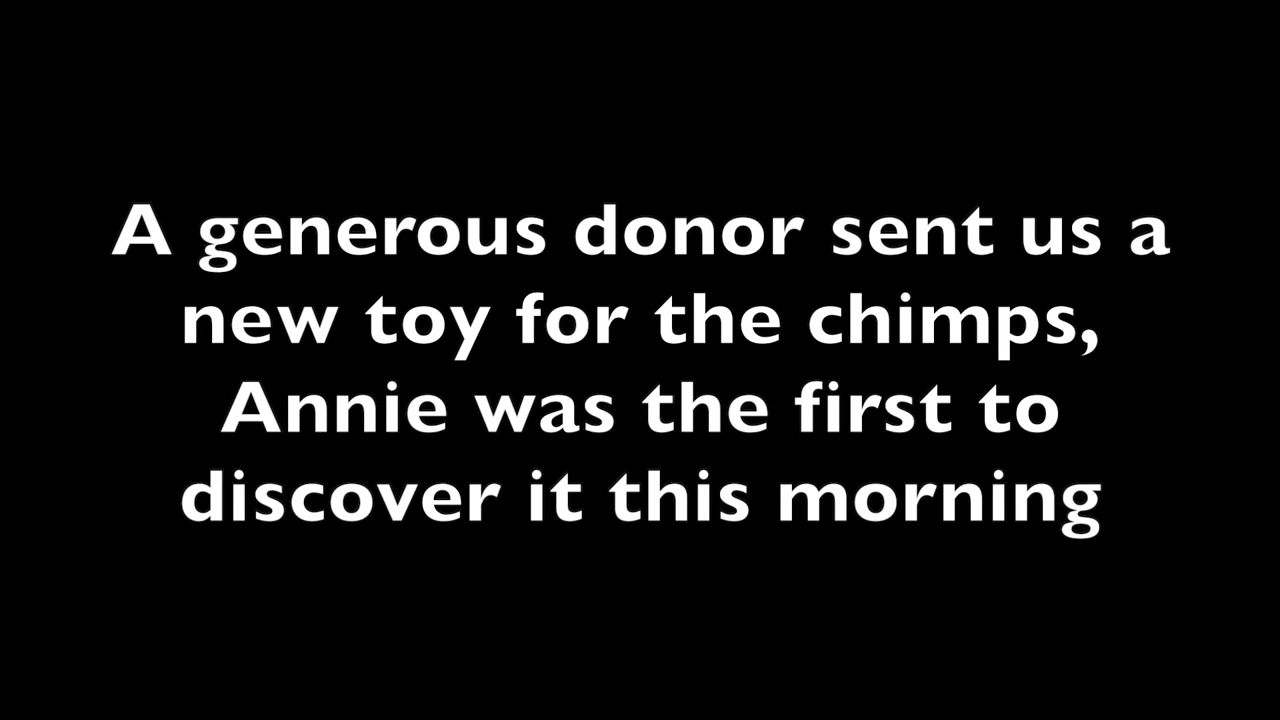 A generous donor sent us a
new toy for the chimps,
Annie was the first to
discover it this morning